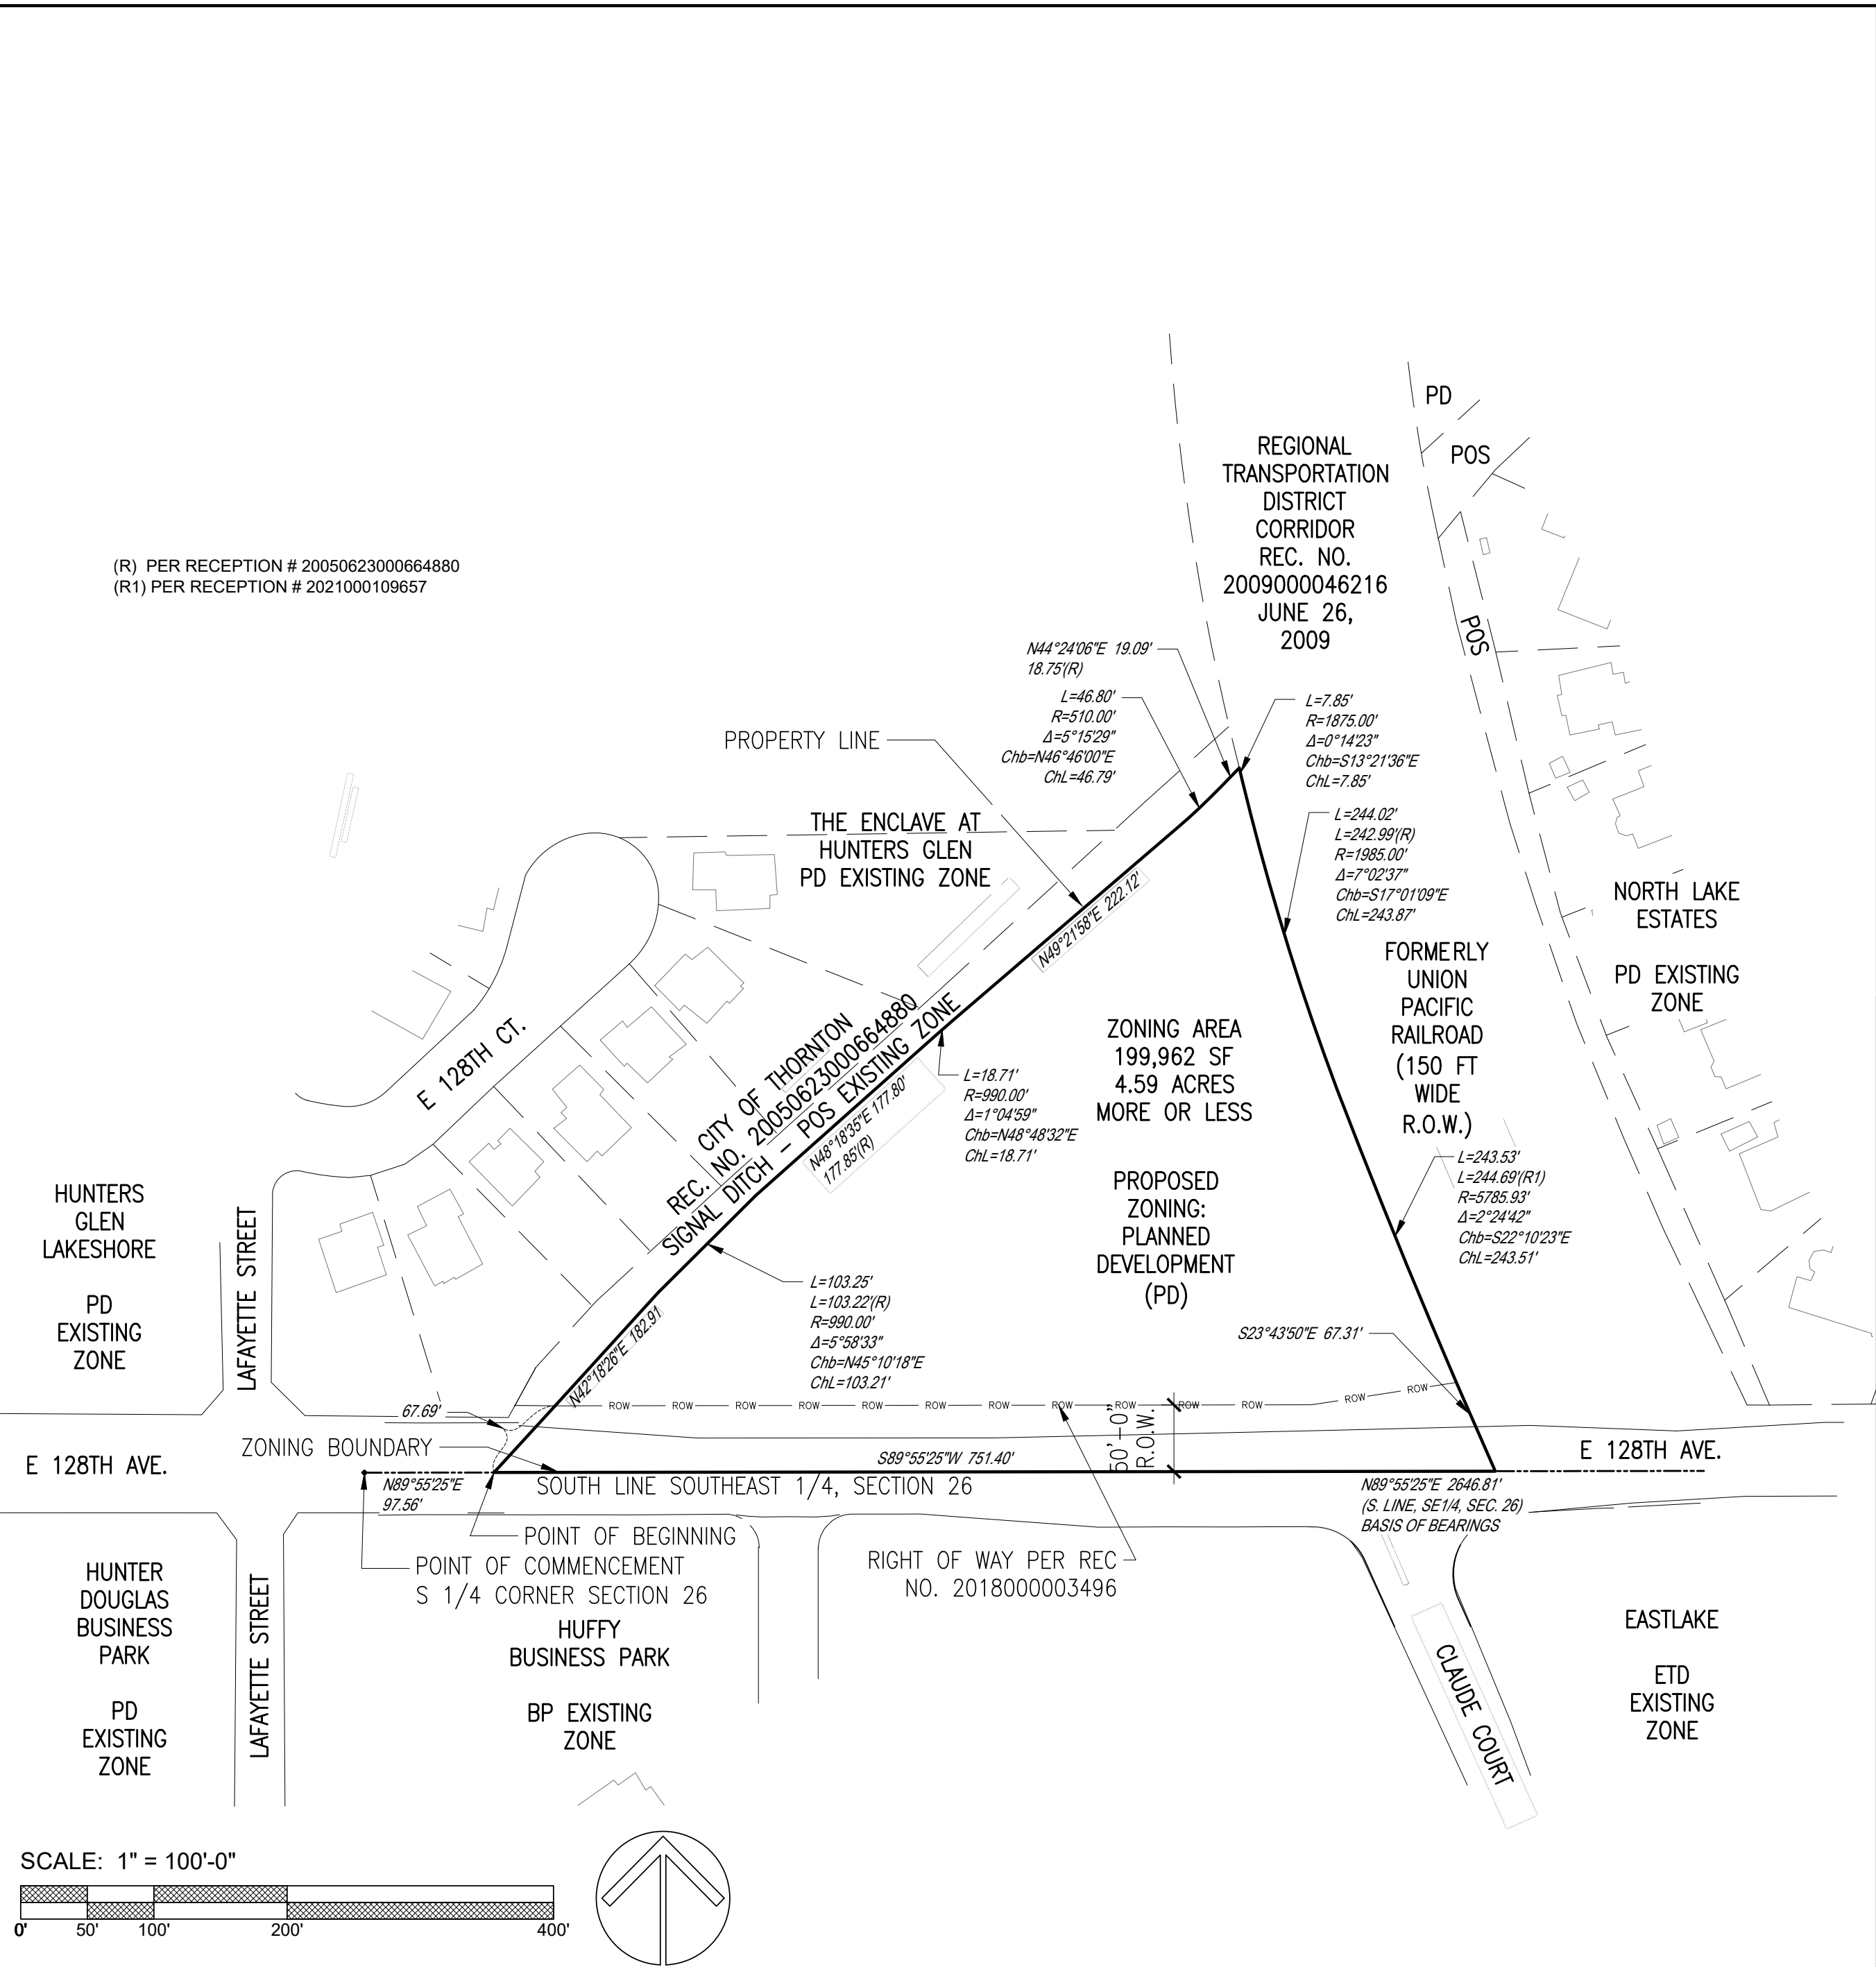 PD
POS
REGIONAL
TRANSPORTATION
DISTRICT
CORRIDOR
REC. NO.
2009000046216
JUNE 26,
2009
(R) PER RECEPTION # 20050623000664880
(R1) PER RECEPTION # 2021000109657
POS
N44°24'06"E 19.09'
18.75'(R)
L=46.80'
R=510.00'
Δ=5°15'29"
Chb=N46°46'00"E
ChL=46.79'
L=7.85'
R=1875.00'
Δ=0°14'23"
Chb=S13°21'36"E
ChL=7.85'
PROPERTY LINE
THE ENCLAVE AT
HUNTERS GLEN
PD EXISTING ZONE
L=244.02'
L=242.99'(R)
R=1985.00'
Δ=7°02'37"
Chb=S17°01'09"E
ChL=243.87'
N49°21'58"E 222.12'
NORTH LAKE
ESTATES
PD EXISTING
ZONE
FORMERLY
UNION
PACIFIC
RAILROAD
(150 FT
WIDE
R.O.W.)
E 128TH CT.
CITY OF THORNTON
REC. NO. 20050623000664880
SIGNAL DITCH - POS EXISTING ZONE
N48°18'35"E 177.80'
177.85'(R)
L=18.71'
R=990.00'
Δ=1°04'59"
Chb=N48°48'32"E
ChL=18.71'
ZONING AREA
199,962 SF
4.59 ACRES
MORE OR LESS
PROPOSED
ZONING:
PLANNED
DEVELOPMENT
(PD)
L=243.53'
L=244.69'(R1)
R=5785.93'
Δ=2°24'42"
Chb=S22°10'23"E
ChL=243.51'
HUNTERS
GLEN
LAKESHORE
PD
EXISTING
ZONE
LAFAYETTE STREET
L=103.25'
L=103.22'(R)
R=990.00'
Δ=5°58'33"
Chb=N45°10'18"E
ChL=103.21'
N42°18'26"E 182.91
S23°43'50"E 67.31'
67.69'
ROW ROW ROW ROW ROW ROW ROW ROW ROW ROW ROW ROW ROW
50'-0"
R.O.W.
ZONING BOUNDARY
E 128TH AVE.
S89°55'25"W 751.40'
E 128TH AVE.
N89°55'25"E
97.56'
SOUTH LINE SOUTHEAST 1/4, SECTION 26
N89°55'25"E 2646.81'
(S. LINE, SE1/4, SEC. 26)
BASIS OF BEARINGS
POINT OF BEGINNING
POINT OF COMMENCEMENT
S 1/4 CORNER SECTION 26
RIGHT OF WAY PER REC
NO. 2018000003496
HUNTER
DOUGLAS
BUSINESS
PARK
PD
EXISTING
ZONE
LAFAYETTE STREET
HUFFY
BUSINESS PARK
BP EXISTING
ZONE
CLAUDE COURT
EASTLAKE
ETD
EXISTING
ZONE
SCALE: 1" = 100'-0"
0' 50' 100' 200' 400'